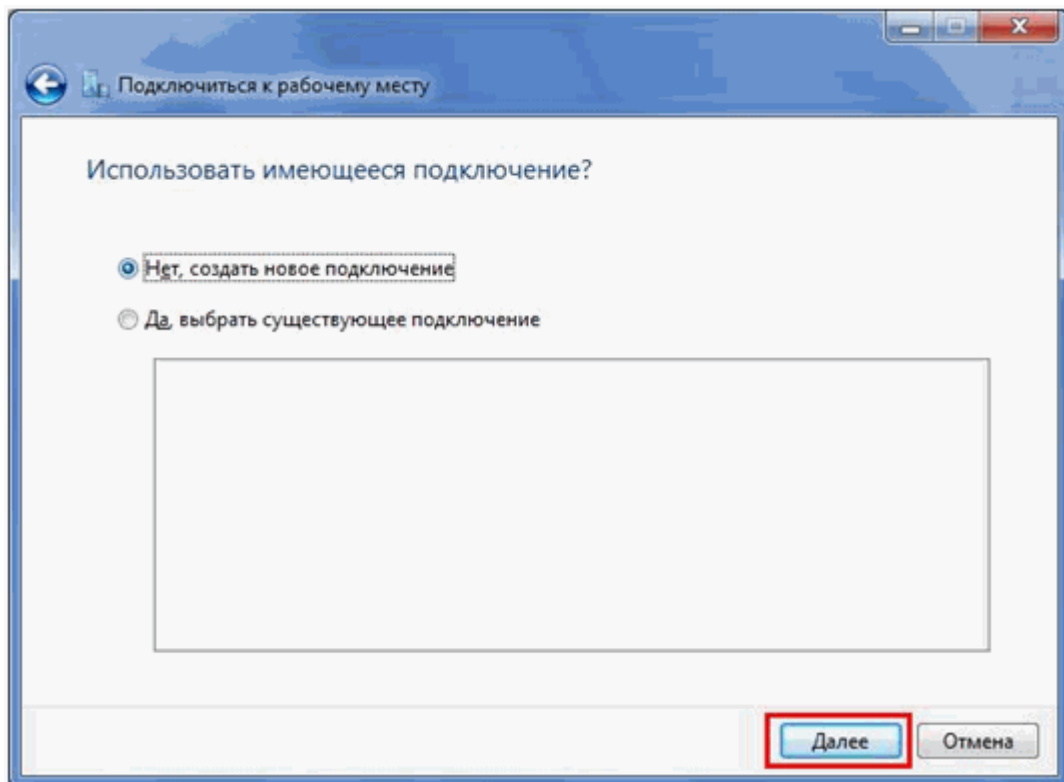 Подключиться к рабочему месту
Использовать имеющееся подключение?
Нет, создать новое подключение
Да, выбрать существующее подключение
Далее
Отмена